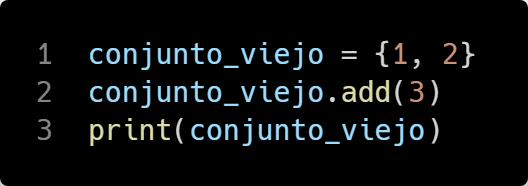 1 conjunto_viejo = {1, 2}
2 conjunto_viejo.add(3)
3 print(conjunto_viejo)